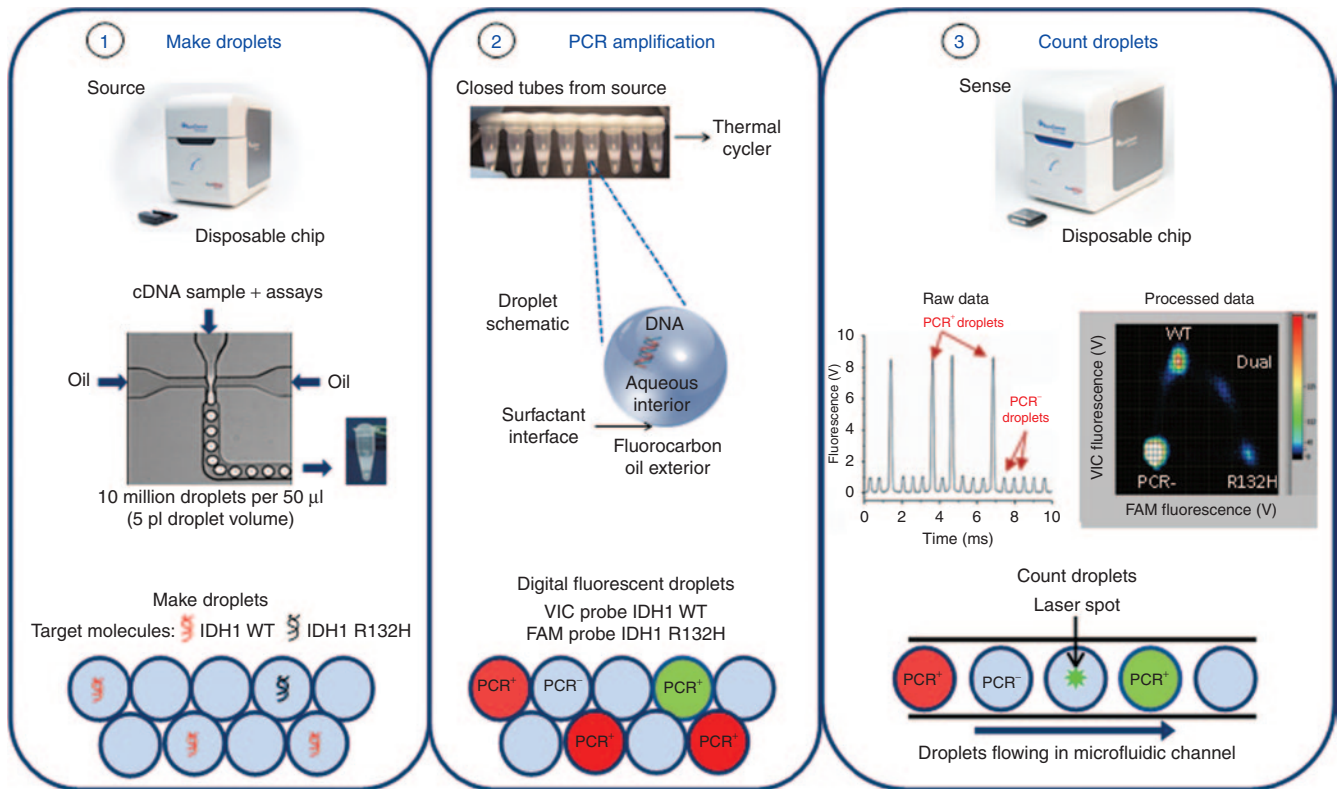 1
Make droplets
Source
Disposable chip
cDNA sample + assays
Oil
Oil
10 million droplets per 50 µl
(5 pl droplet volume)
Make droplets
Target molecules: IDH1 WT IDH1 R132H
2
PCR amplification
Closed tubes from source
Thermal
cycler
Droplet
schematic
DNA
Aqueous
interior
Surfactant
interface
Fluorocarbon
oil exterior
Digital fluorescent droplets
VIC probe IDH1 WT
FAM probe IDH1 R132H
PCR⁺
PCR⁻
PCR⁺
PCR⁺
PCR⁺
3
Count droplets
Sense
Disposable chip
Raw data
PCR⁺ droplets
PCR⁻
droplets
Fluorescence (V)
10
8
6
4
2
0
0 2 4 6 8 10
Time (ms)
Processed data
WT
Dual
PCR-
R132H
VIC fluorescence (V)
FAM fluorescence (V)
Count droplets
Laser spot
PCR⁺
PCR⁻
PCR⁺
Droplets flowing in microfluidic channel